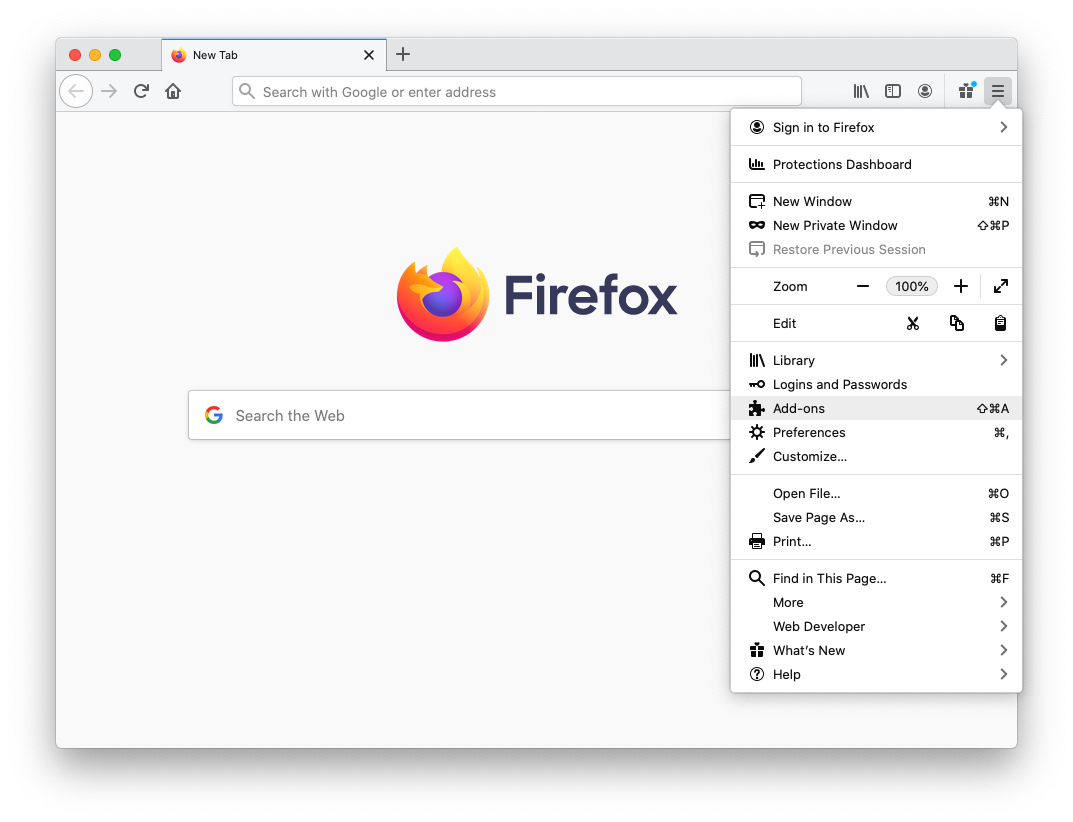 New Tab
Search with Google or enter address
Sign in to Firefox
Protections Dashboard
New Window ⌘N
New Private Window ⇧⌘P
Restore Previous Session
Zoom 100%
Edit
Library
Logins and Passwords
Add-ons ⇧⌘A
Preferences ⌘,
Customize…
Open File… ⌘O
Save Page As… ⌘S
Print… ⌘P
Find in This Page… ⌘F
More
Web Developer
What’s New
Help
Firefox
Search the Web